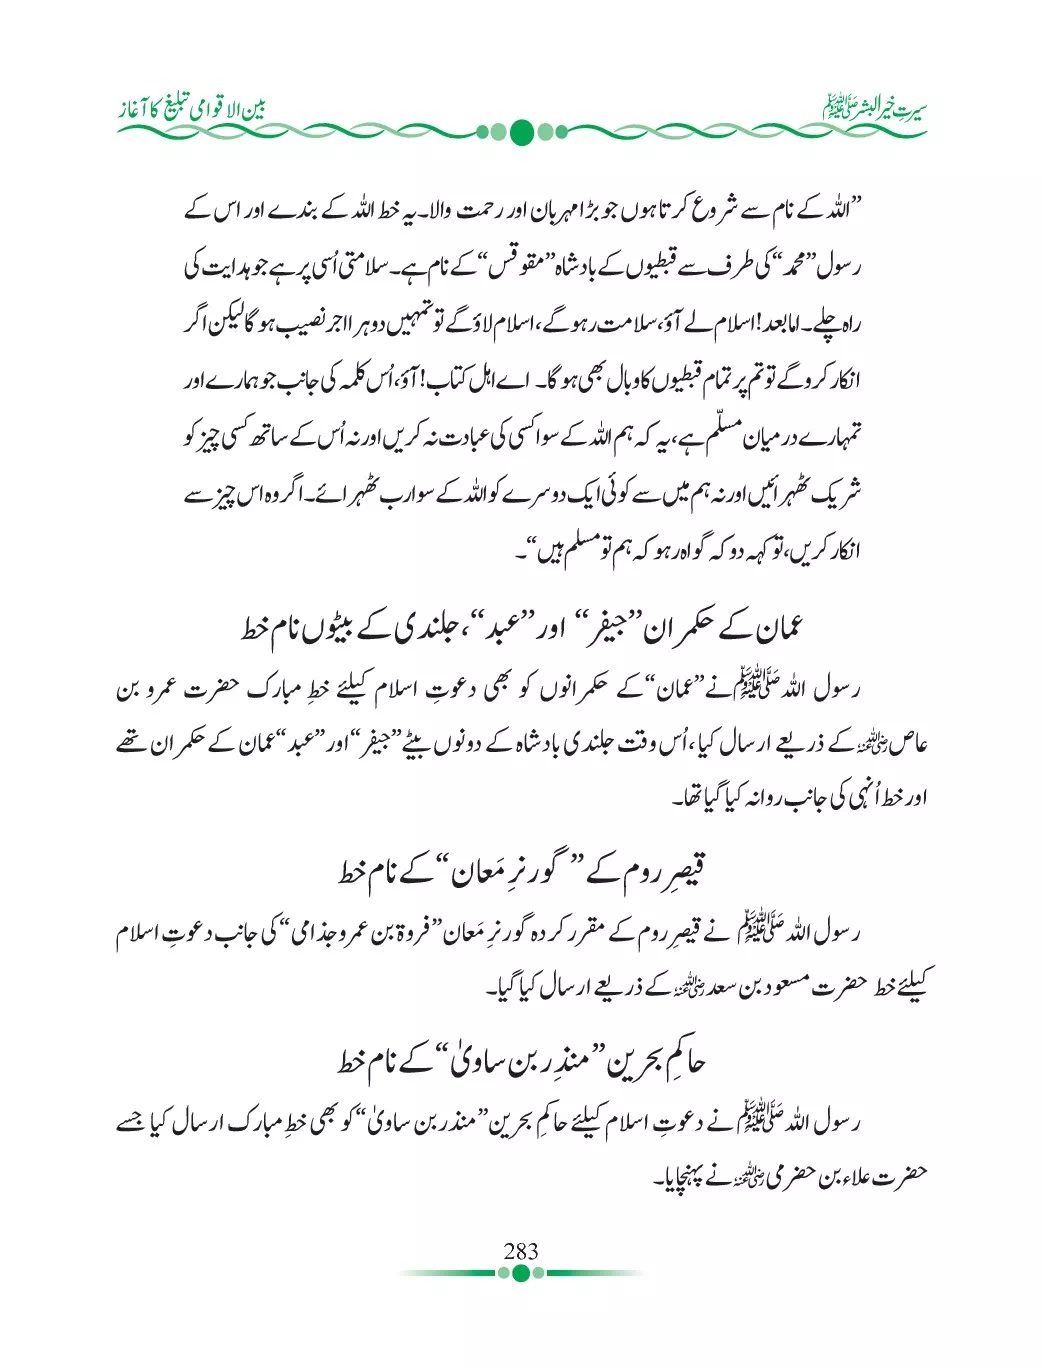 سیرتِ خیر البشر ﷺ
بین الاقوامی تبلیغ کا آغاز
”اللہ کے نام سے شروع کرتا ہوں جو بڑا مہربان اور رحمت والا۔ یہ خط اللہ کے بندے اور اس کے
رسول ”محمد“ کی طرف سے قبطیوں کے بادشاہ ”مقوقس“ کے نام ہے۔ سلامتی اُسی پر ہے جو ہدایت کی
راہ چلے۔ اما بعد! اسلام لے آؤ، سلامت رہو گے، اسلام لاؤ گے تو تمہیں دوہرا اجر نصیب ہو گا لیکن اگر
انکار کرو گے تو تم پر تمام قبطیوں کا وبال بھی ہو گا۔ اے اہل کتاب! آؤ، اُس کلمہ کی جانب جو ہمارے اور
تمہارے درمیان مسلّم ہے، یہ کہ ہم اللہ کے سوا کسی کی عبادت نہ کریں اور نہ اُس کے ساتھ کسی چیز کو
شریک ٹھہرائیں اور نہ ہم میں سے کوئی ایک دوسرے کو اللہ کے سوا رب ٹھہرائے۔ اگر وہ اس چیز سے
انکار کریں، تو کہہ دو کہ گواہ رہو کہ ہم تو مسلم ہیں“۔
عمان کے حکمران ”جیفر“ اور ”عبد“، جلندی کے بیٹوں نام خط
رسول اللہ ﷺ نے ”عمان“ کے حکمرانوں کو بھی دعوتِ اسلام کیلئے خطِ مبارک حضرت عمرو بن
عاص رضی اللہ عنہ کے ذریعے ارسال کیا، اُس وقت جلندی بادشاہ کے دونوں بیٹے ”جیفر“ اور ”عبد“ عمان کے حکمران تھے
اور خط اُنہی کی جانب روانہ کیا گیا تھا۔
قیصرِ روم کے ” گورنرِ مَعان“ کے نام خط
رسول اللہ ﷺ نے قیصرِ روم کے مقرر کردہ گورنرِ مَعان ”فروۃ بن عمرو جذامی“ کی جانب دعوتِ اسلام
کیلئے خط حضرت مسعود بن سعد رضی اللہ عنہ کے ذریعے ارسال کیا گیا۔
حاکمِ بحرین ”منذِر بن ساویٰ“ کے نام خط
رسول اللہ ﷺ نے دعوتِ اسلام کیلئے حاکمِ بحرین ”منذر بن ساویٰ“ کو بھی خطِ مبارک ارسال کیا جسے
حضرت علاء بن حضرمی رضی اللہ عنہ نے پہنچایا۔
283